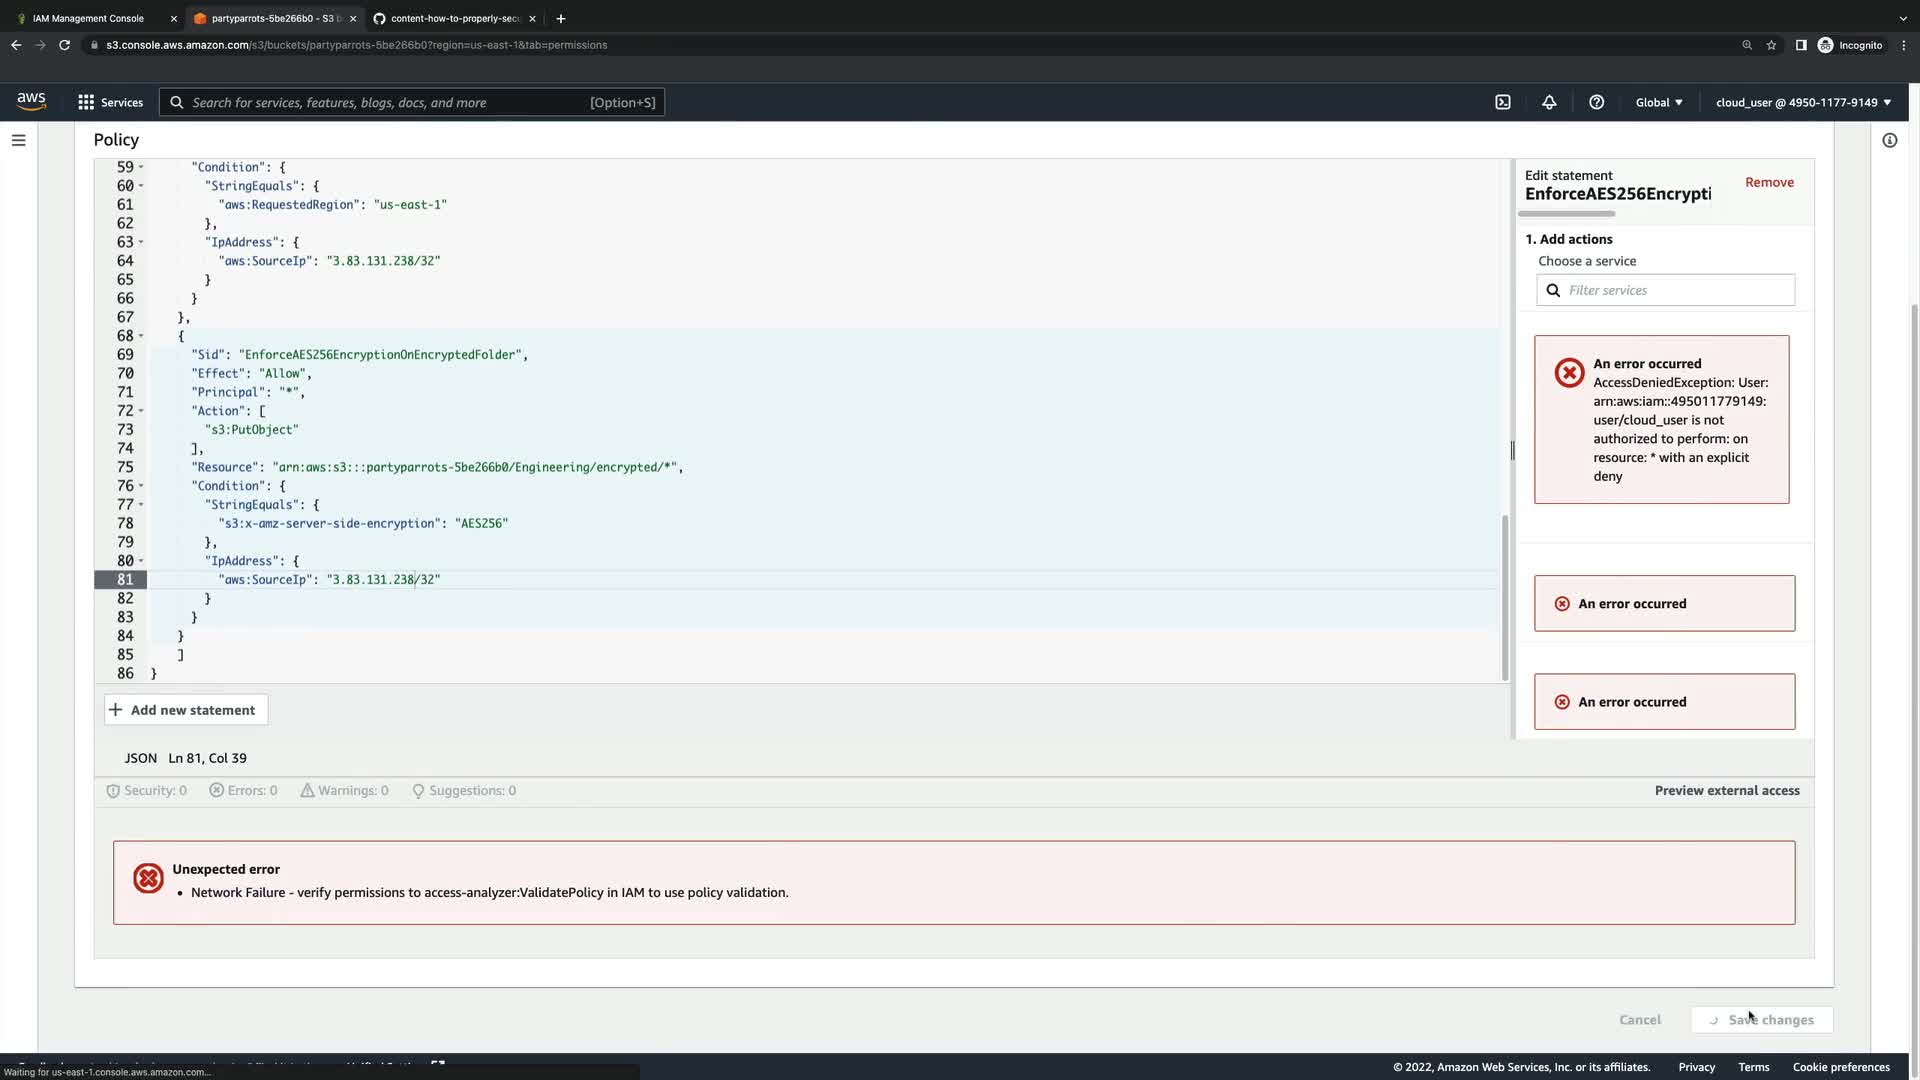 IAM Management Console
partyparrots-5be266b0 - S3 b
content-how-to-properly-secu
s3.console.aws.amazon.com/s3/buckets/partyparrots-5be266b0?region=us-east-1&tab=permissions
Incognito
aws
Services
Search for services, features, blogs, docs, and more
[Option+S]
Global
cloud_user @ 4950-1177-9149
Policy
59 "Condition": {
60 "StringEquals": {
61 "aws:RequestedRegion": "us-east-1"
62 },
63 "IpAddress": {
64 "aws:SourceIp": "3.83.131.238/32"
65 }
66 }
67 },
68 {
69 "Sid": "EnforceAES256EncryptionOnEncryptedFolder",
70 "Effect": "Allow",
71 "Principal": "*",
72 "Action": [
73 "s3:PutObject"
74 ],
75 "Resource": "arn:aws:s3:::partyparrots-5be266b0/Engineering/encrypted/*",
76 "Condition": {
77 "StringEquals": {
78 "s3:x-amz-server-side-encryption": "AES256"
79 },
80 "IpAddress": {
81 "aws:SourceIp": "3.83.131.238/32"
82 }
83 }
84 }
85 ]
86 }
Edit statement
EnforceAES256Encrypti
Remove
1. Add actions
Choose a service
Filter services
An error occurred
AccessDeniedException: User:
arn:aws:iam::495011779149:
user/cloud_user is not
authorized to perform: on
resource: * with an explicit
deny
An error occurred
An error occurred
+ Add new statement
JSON Ln 81, Col 39
Security: 0
Errors: 0
Warnings: 0
Suggestions: 0
Preview external access
Unexpected error
• Network Failure - verify permissions to access-analyzer:ValidatePolicy in IAM to use policy validation.
Cancel
Save changes
Waiting for us-east-1.console.aws.amazon.com...
© 2022, Amazon Web Services, Inc. or its affiliates.
Privacy
Terms
Cookie preferences